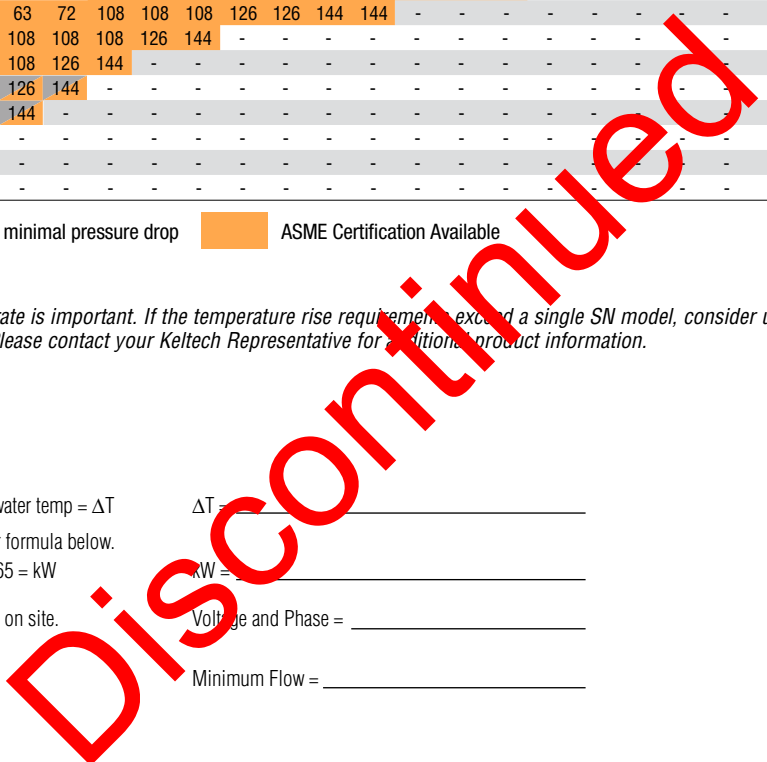 63 72 108 108 108 126 126 144 144 - - - - - - - -
108 108 108 126 144 - - - - - - - - - - - -
108 126 144 - - - - - - - - - - - - - -
126 144 - - - - - - - - - - - - - - -
144 - - - - - - - - - - - - - - - -
- - - - - - - - - - - - - - - - -
- - - - - - - - - - - - - - - - -
- - - - - - - - - - - - - - - - -
minimal pressure drop ASME Certification Available
rate is important. If the temperature rise requirements exceed a single SN model, consider u
Please contact your Keltech Representative for additional product information.
water temp = ΔT ΔT =
formula below.
65 = kW kW =
on site. Voltage and Phase =
Minimum Flow =
Discontinued